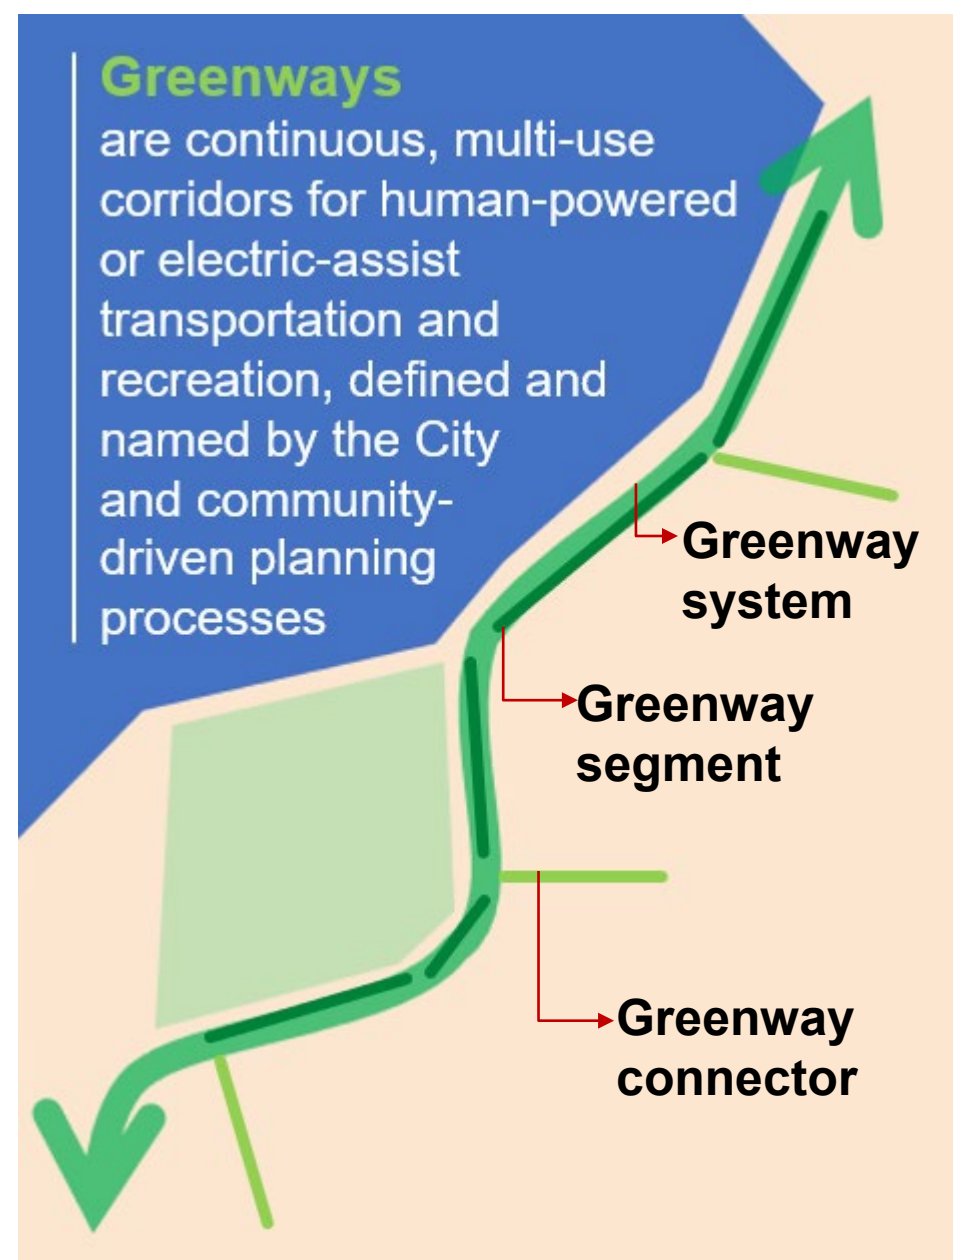 Greenways
are continuous, multi-use
corridors for human-powered
or electric-assist
transportation and
recreation, defined and
named by the City
and community-
driven planning
processes
Greenway
system
Greenway
segment
Greenway
connector